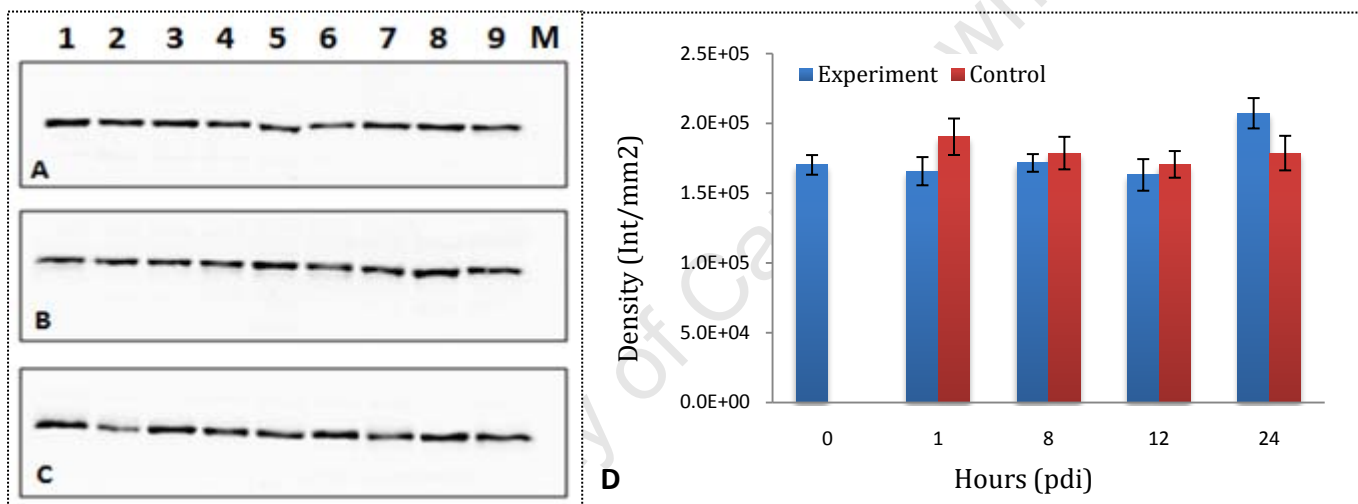 1 2 3 4 5 6 7 8 9 M
A
B
C
2.5E+05
2.0E+05
1.5E+05
1.0E+05
5.0E+04
0.0E+00
Density (Int/mm2)
Experiment Control
0 1 8 12 24
Hours (pdi)
D